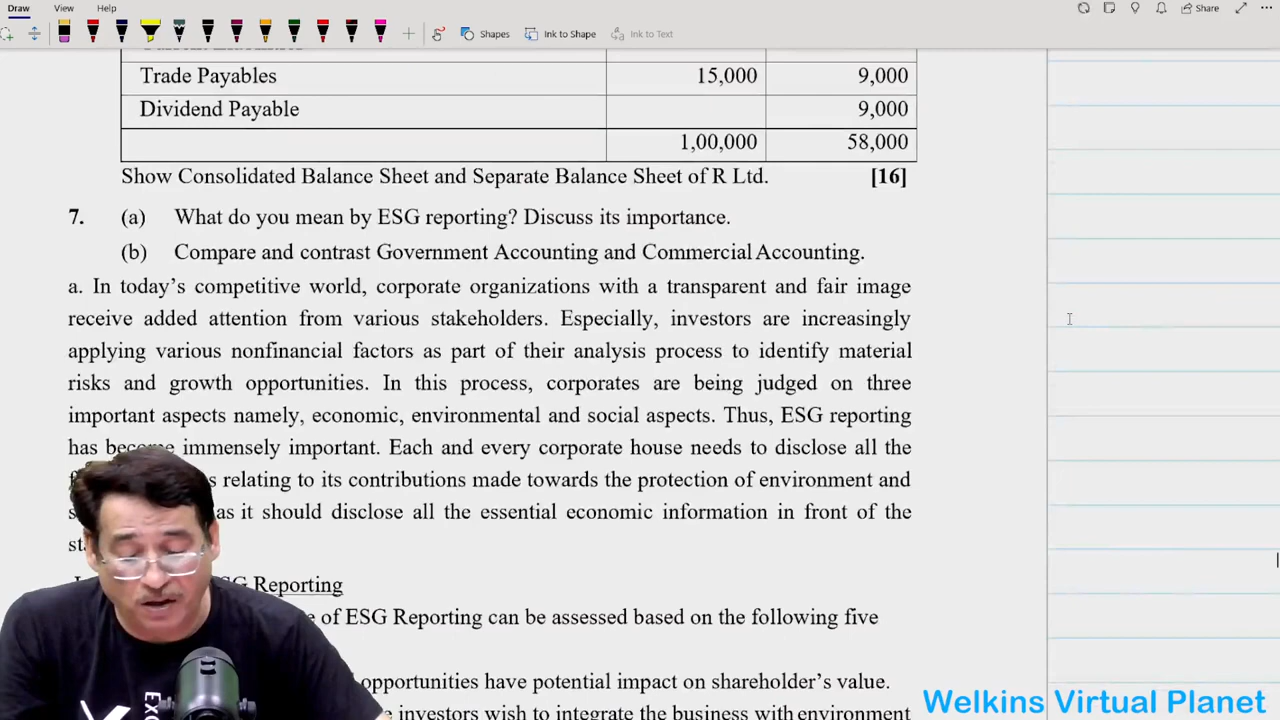 Draw View Help Share
Shapes Ink to Shape Ink to Text
Trade Payables 15,000 9,000
Dividend Payable 9,000
1,00,000 58,000
Show Consolidated Balance Sheet and Separate Balance Sheet of R Ltd. [16]
7. (a) What do you mean by ESG reporting? Discuss its importance.
(b) Compare and contrast Government Accounting and Commercial Accounting.
a. In today's competitive world, corporate organizations with a transparent and fair image
receive added attention from various stakeholders. Especially, investors are increasingly
applying various nonfinancial factors as part of their analysis process to identify material
risks and growth opportunities. In this process, corporates are being judged on three
important aspects namely, economic, environmental and social aspects. Thus, ESG reporting
has become immensely important. Each and every corporate house needs to disclose all the
relating to its contributions made towards the protection of environment and
as it should disclose all the essential economic information in front of the
Reporting
of ESG Reporting can be assessed based on the following five
opportunities have potential impact on shareholder's value.
investors wish to integrate the business with environment
Welkins Virtual Planet